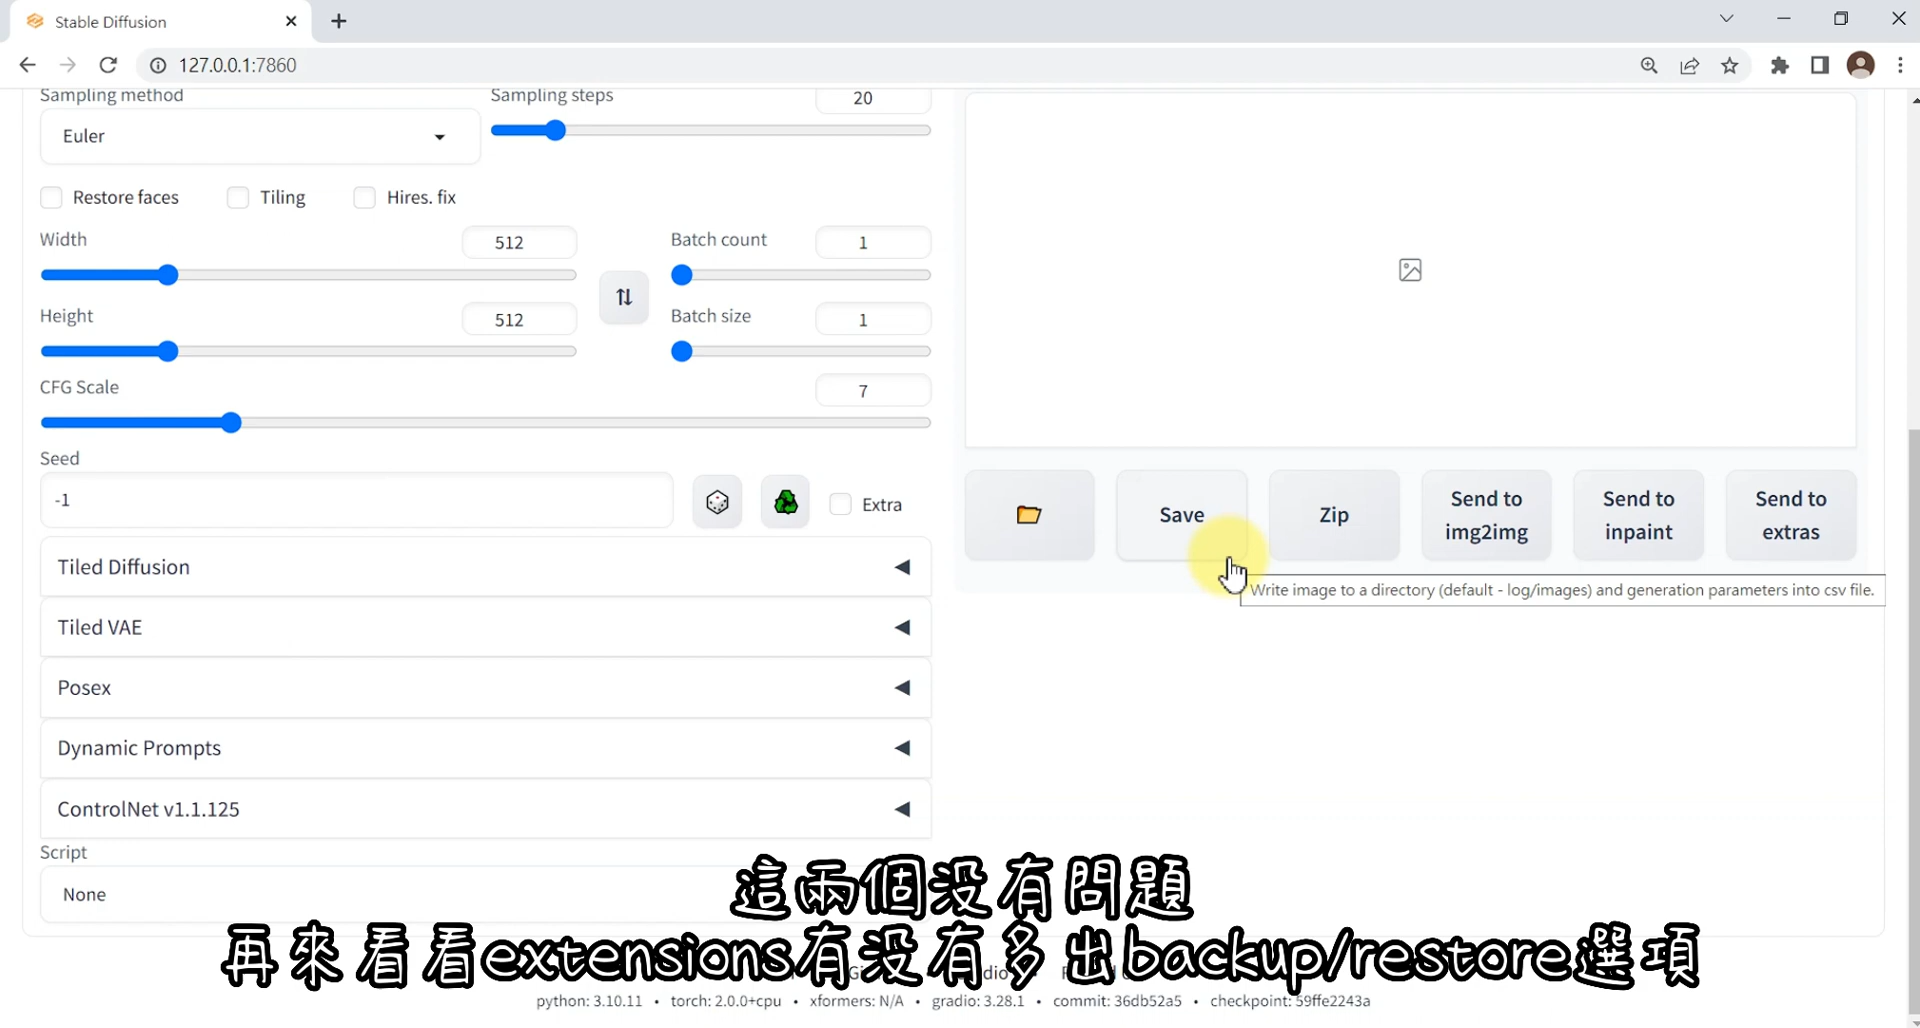 Stable Diffusion
127.0.0.1:7860
Sampling method
Sampling steps
20
Euler
Restore faces
Tiling
Hires. fix
Width
512
Batch count
1
Height
512
Batch size
1
CFG Scale
7
Seed
-1
Extra
Save
Zip
Send to
img2img
Send to
inpaint
Send to
extras
Write image to a directory (default - log/images) and generation parameters into csv file.
Tiled Diffusion
Tiled VAE
Posex
Dynamic Prompts
ControlNet v1.1.125
Script
None
這兩個没有問題
再來看看extensions有没有多出backup/restore選項
python: 3.10.11 • torch: 2.0.0+cpu • xformers: N/A • gradio: 3.28.1 • commit: 36db52a5 • checkpoint: 59ffe2243a